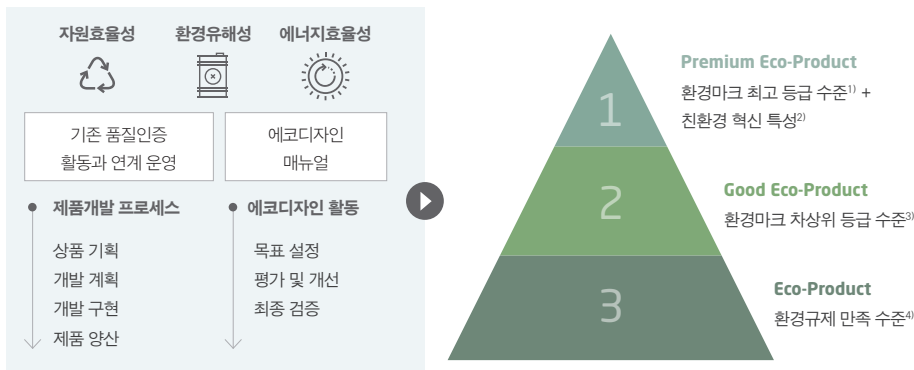 자원효율성
환경유해성
에너지효율성
기존 품질인증
활동과 연계 운영
에코디자인
매뉴얼
제품개발 프로세스
상품 기획
개발 계획
개발 구현
제품 양산
에코디자인 활동
목표 설정
평가 및 개선
최종 검증
1
Premium Eco-Product
환경마크 최고 등급 수준1) +
친환경 혁신 특성2)
2
Good Eco-Product
환경마크 차상위 등급 수준3)
3
Eco-Product
환경규제 만족 수준4)